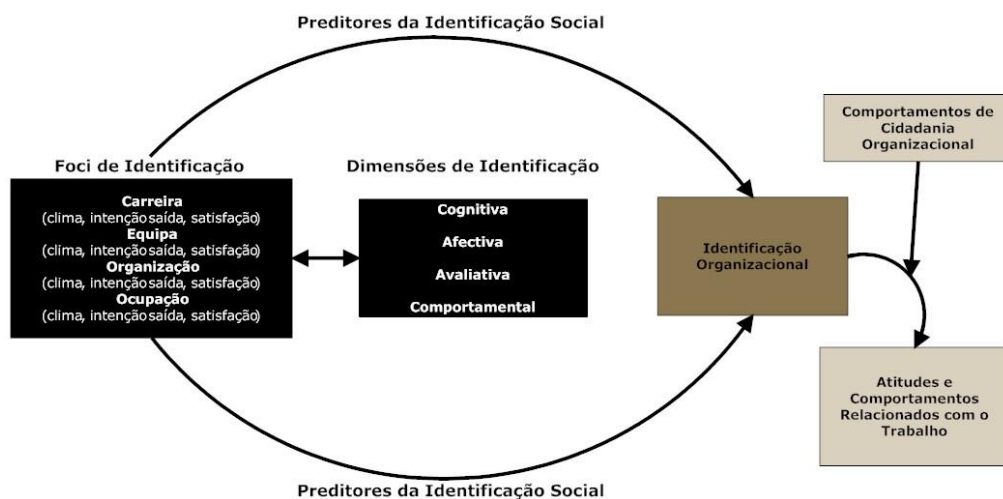 Preditores da Identificação Social
Comportamentos de
Cidadania
Organizacional
Foci de Identificação
Dimensões de Identificação
Carreira
(clima, intenção saída, satisfação)
Equipa
(clima, intenção saída, satisfação)
Organização
(clima, intenção saída, satisfação)
Ocupação
(clima, intenção saída, satisfação)
Cognitiva
Afectiva
Avaliativa
Comportamental
Identificação
Organizacional
Atitudes e
Comportamentos
Relacionados com o
Trabalho
Preditores da Identificação Social